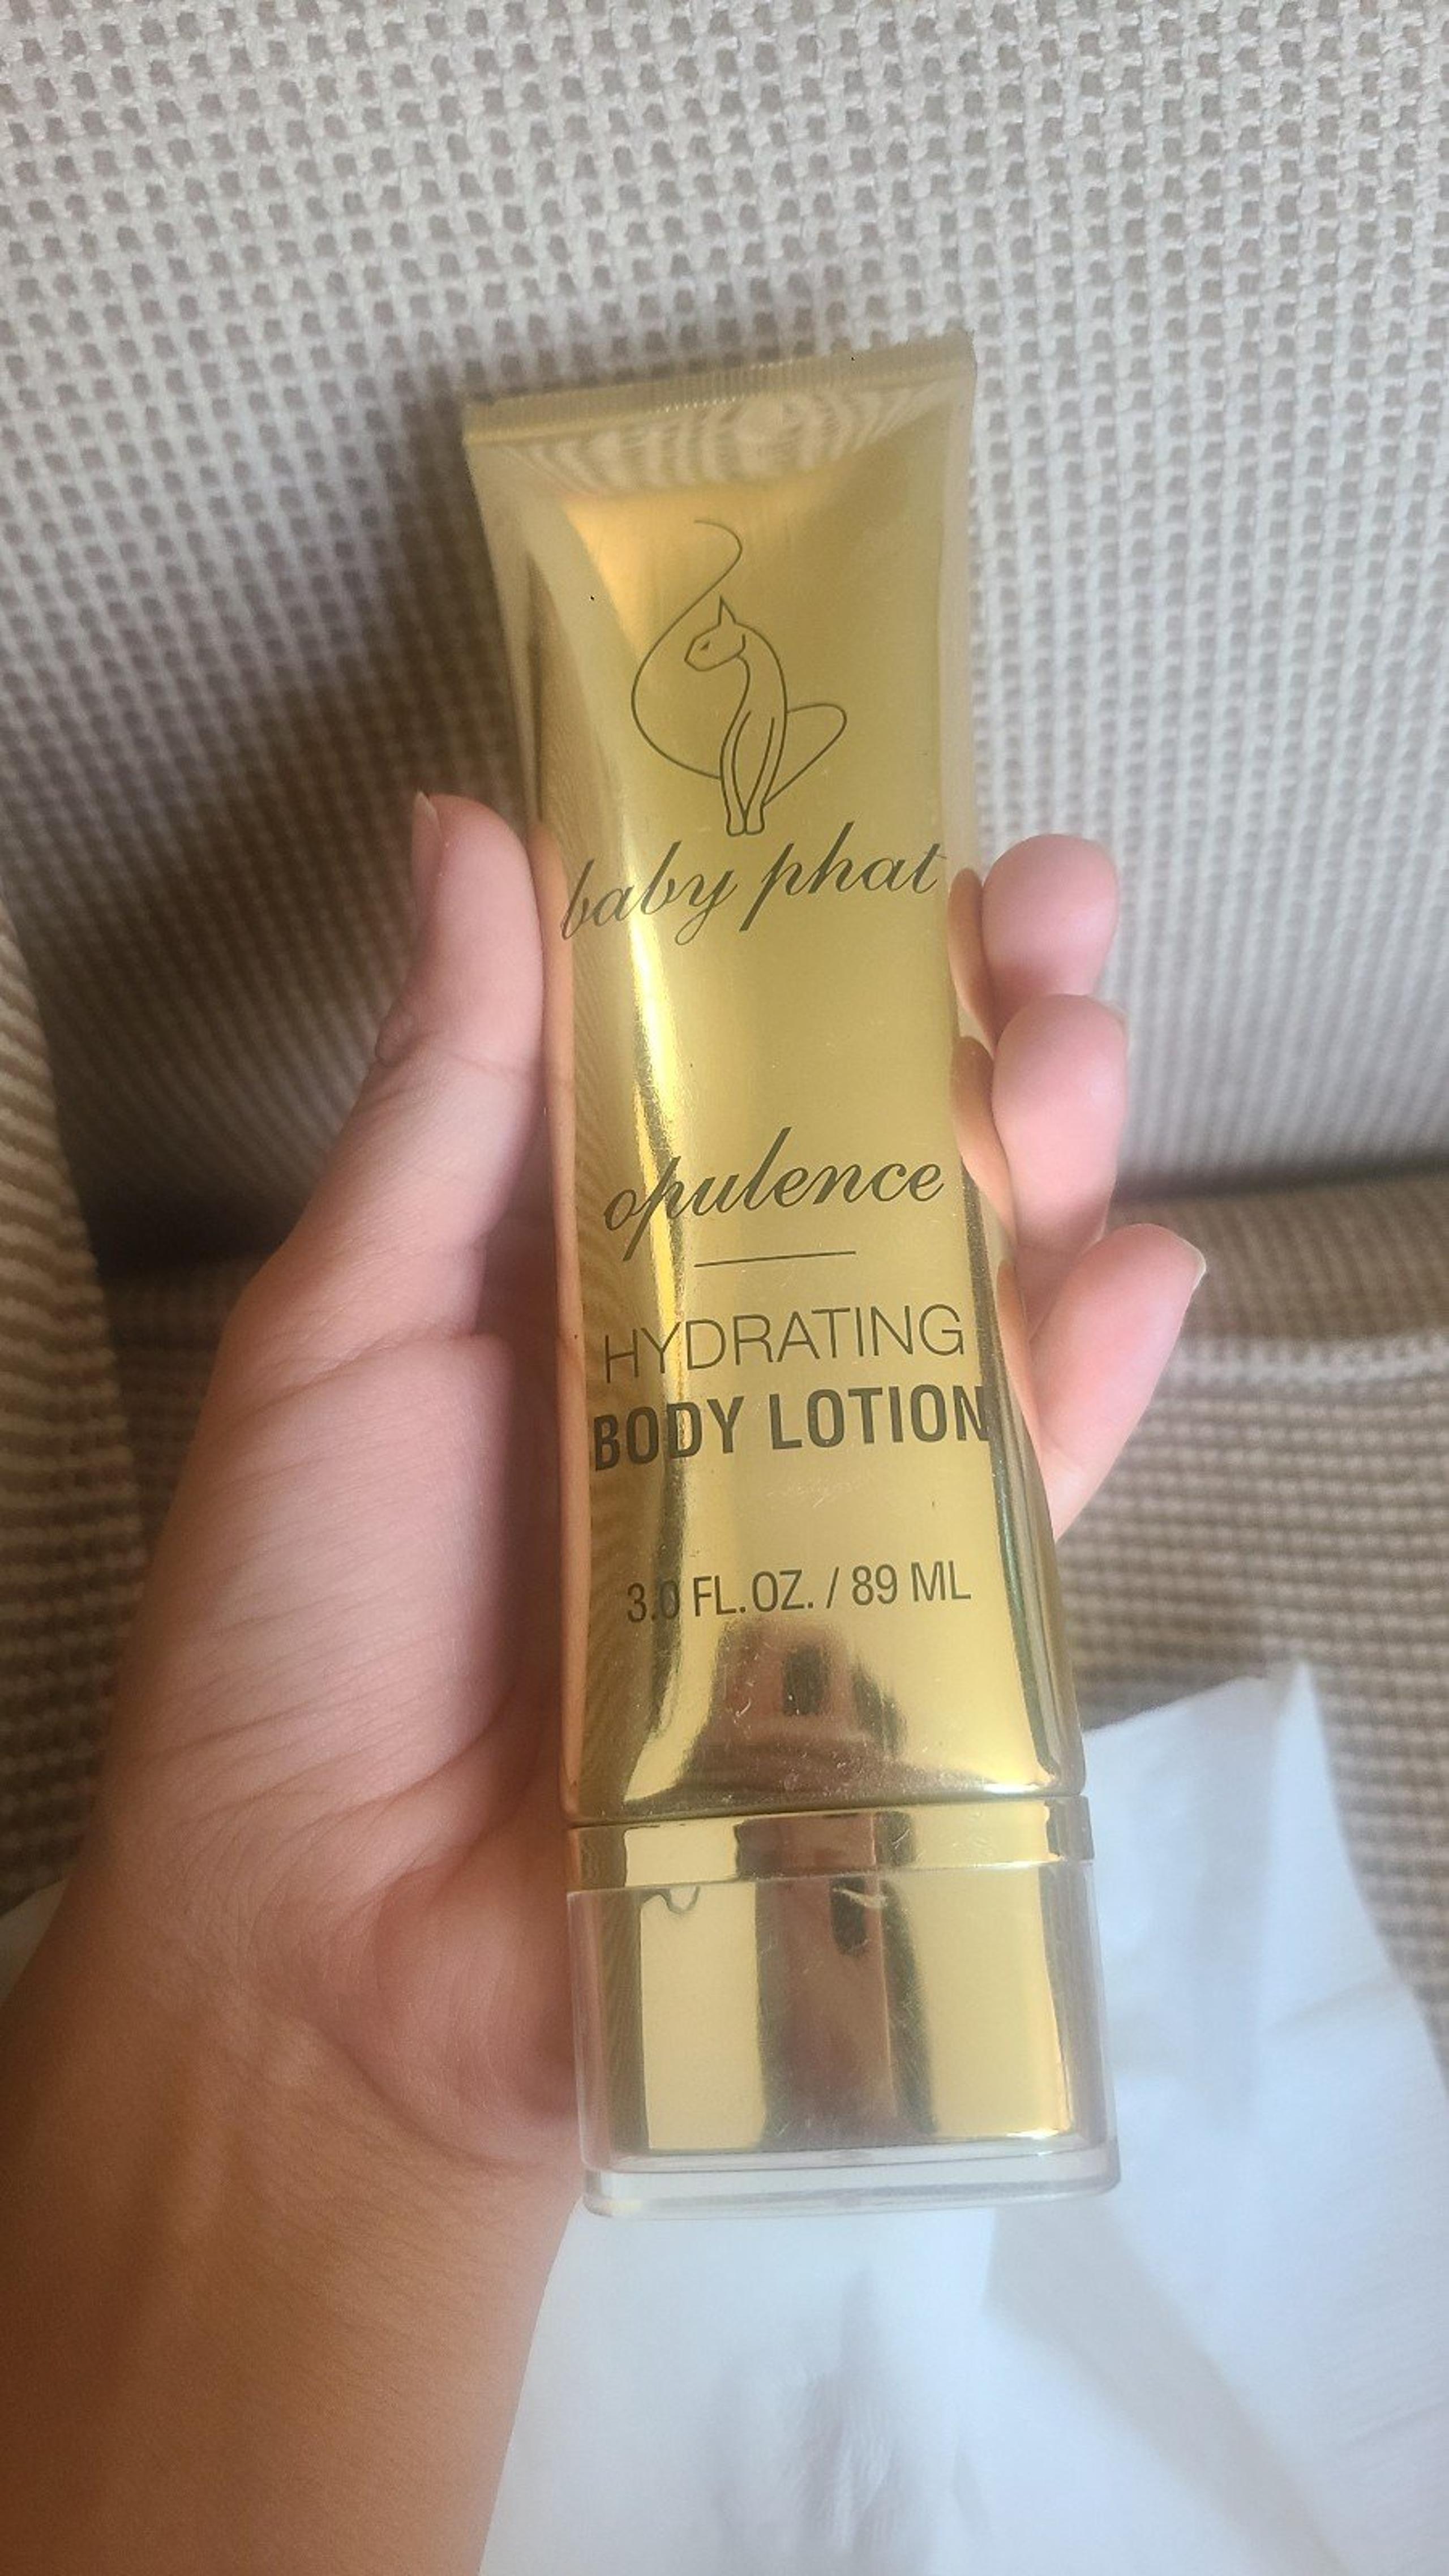 baby phat
opulence
HYDRATING
BODY LOTION
3.0 FL.OZ. / 89 ML